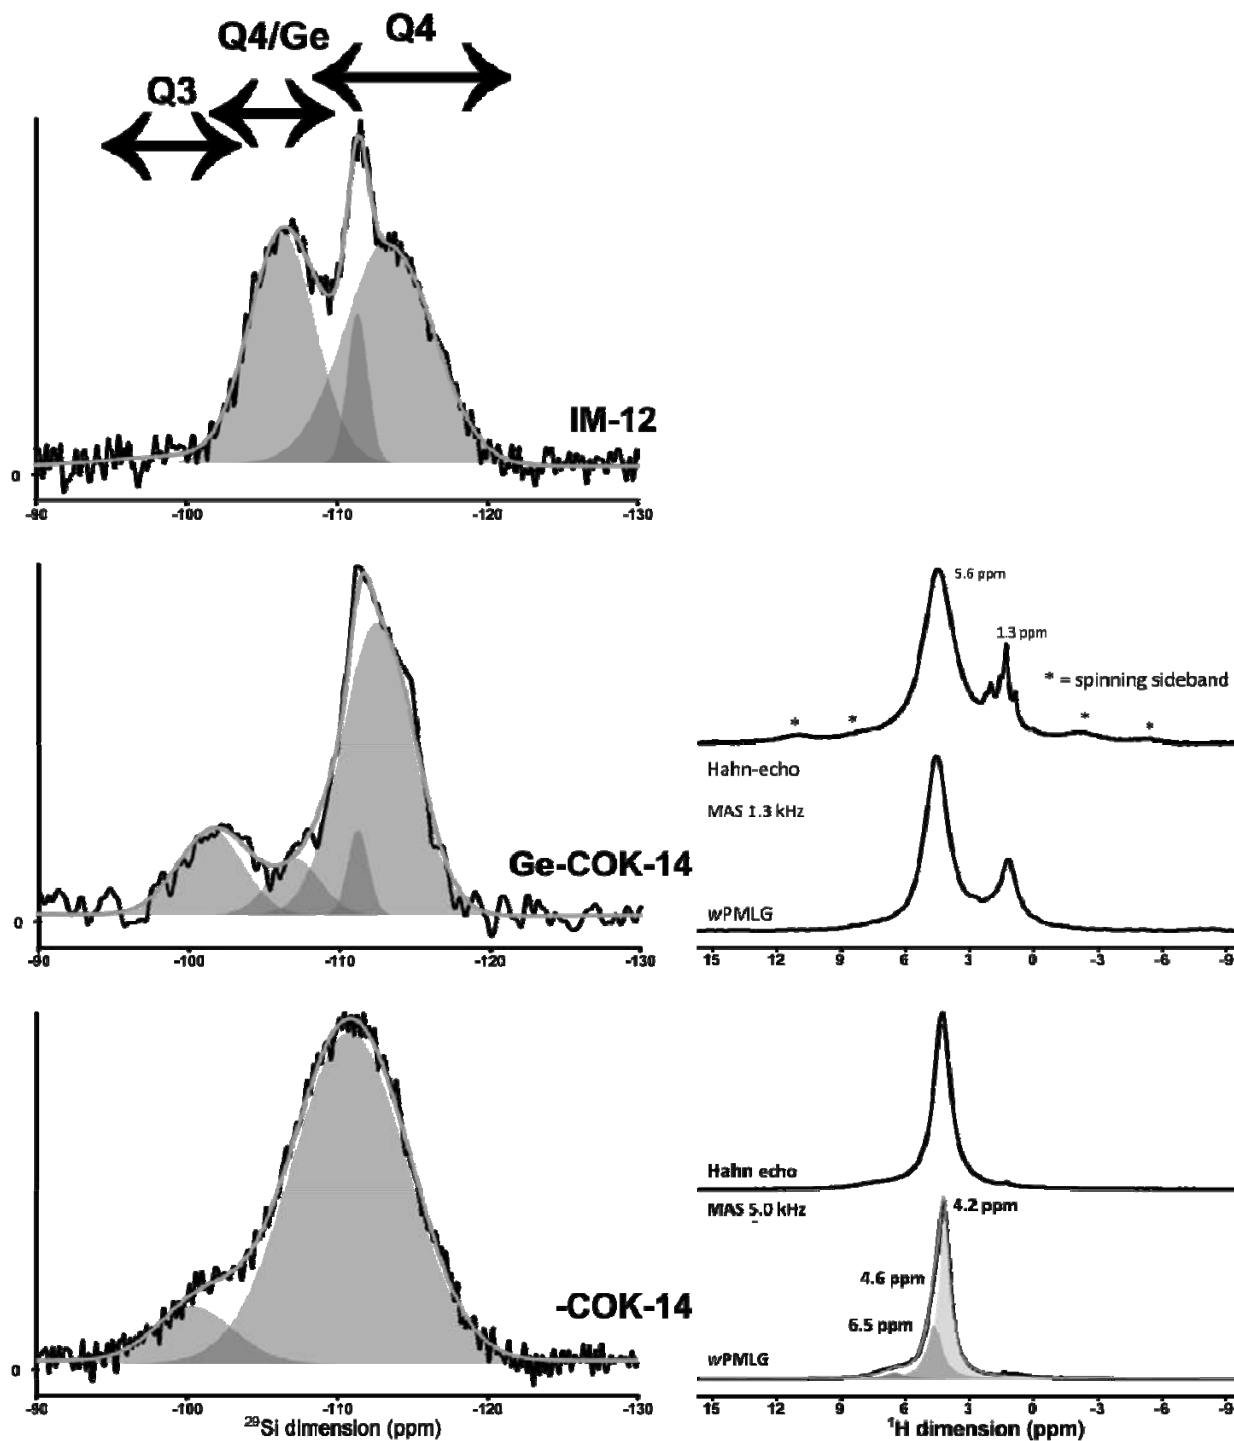 Q4/Ge Q4
Q3
IM-12
0
-90 -100 -110 -120 -130
5.6 ppm
1.3 ppm
* = spinning sideband
* * * *
Hahn-echo
MAS 1.3 kHz
Ge-COK-14
wPMLG
0
-90 -100 -110 -120 -130
15 12 9 6 3 0 -3 -6 -9
Hahn echo
MAS 5.0 kHz
4.2 ppm
4.6 ppm
-COK-14
6.5 ppm
wPMLG
0
-90 -100 -110 -120 -130
15 12 9 6 3 0 -3 -6 -9
²⁹Si dimension (ppm)
¹H dimension (ppm)